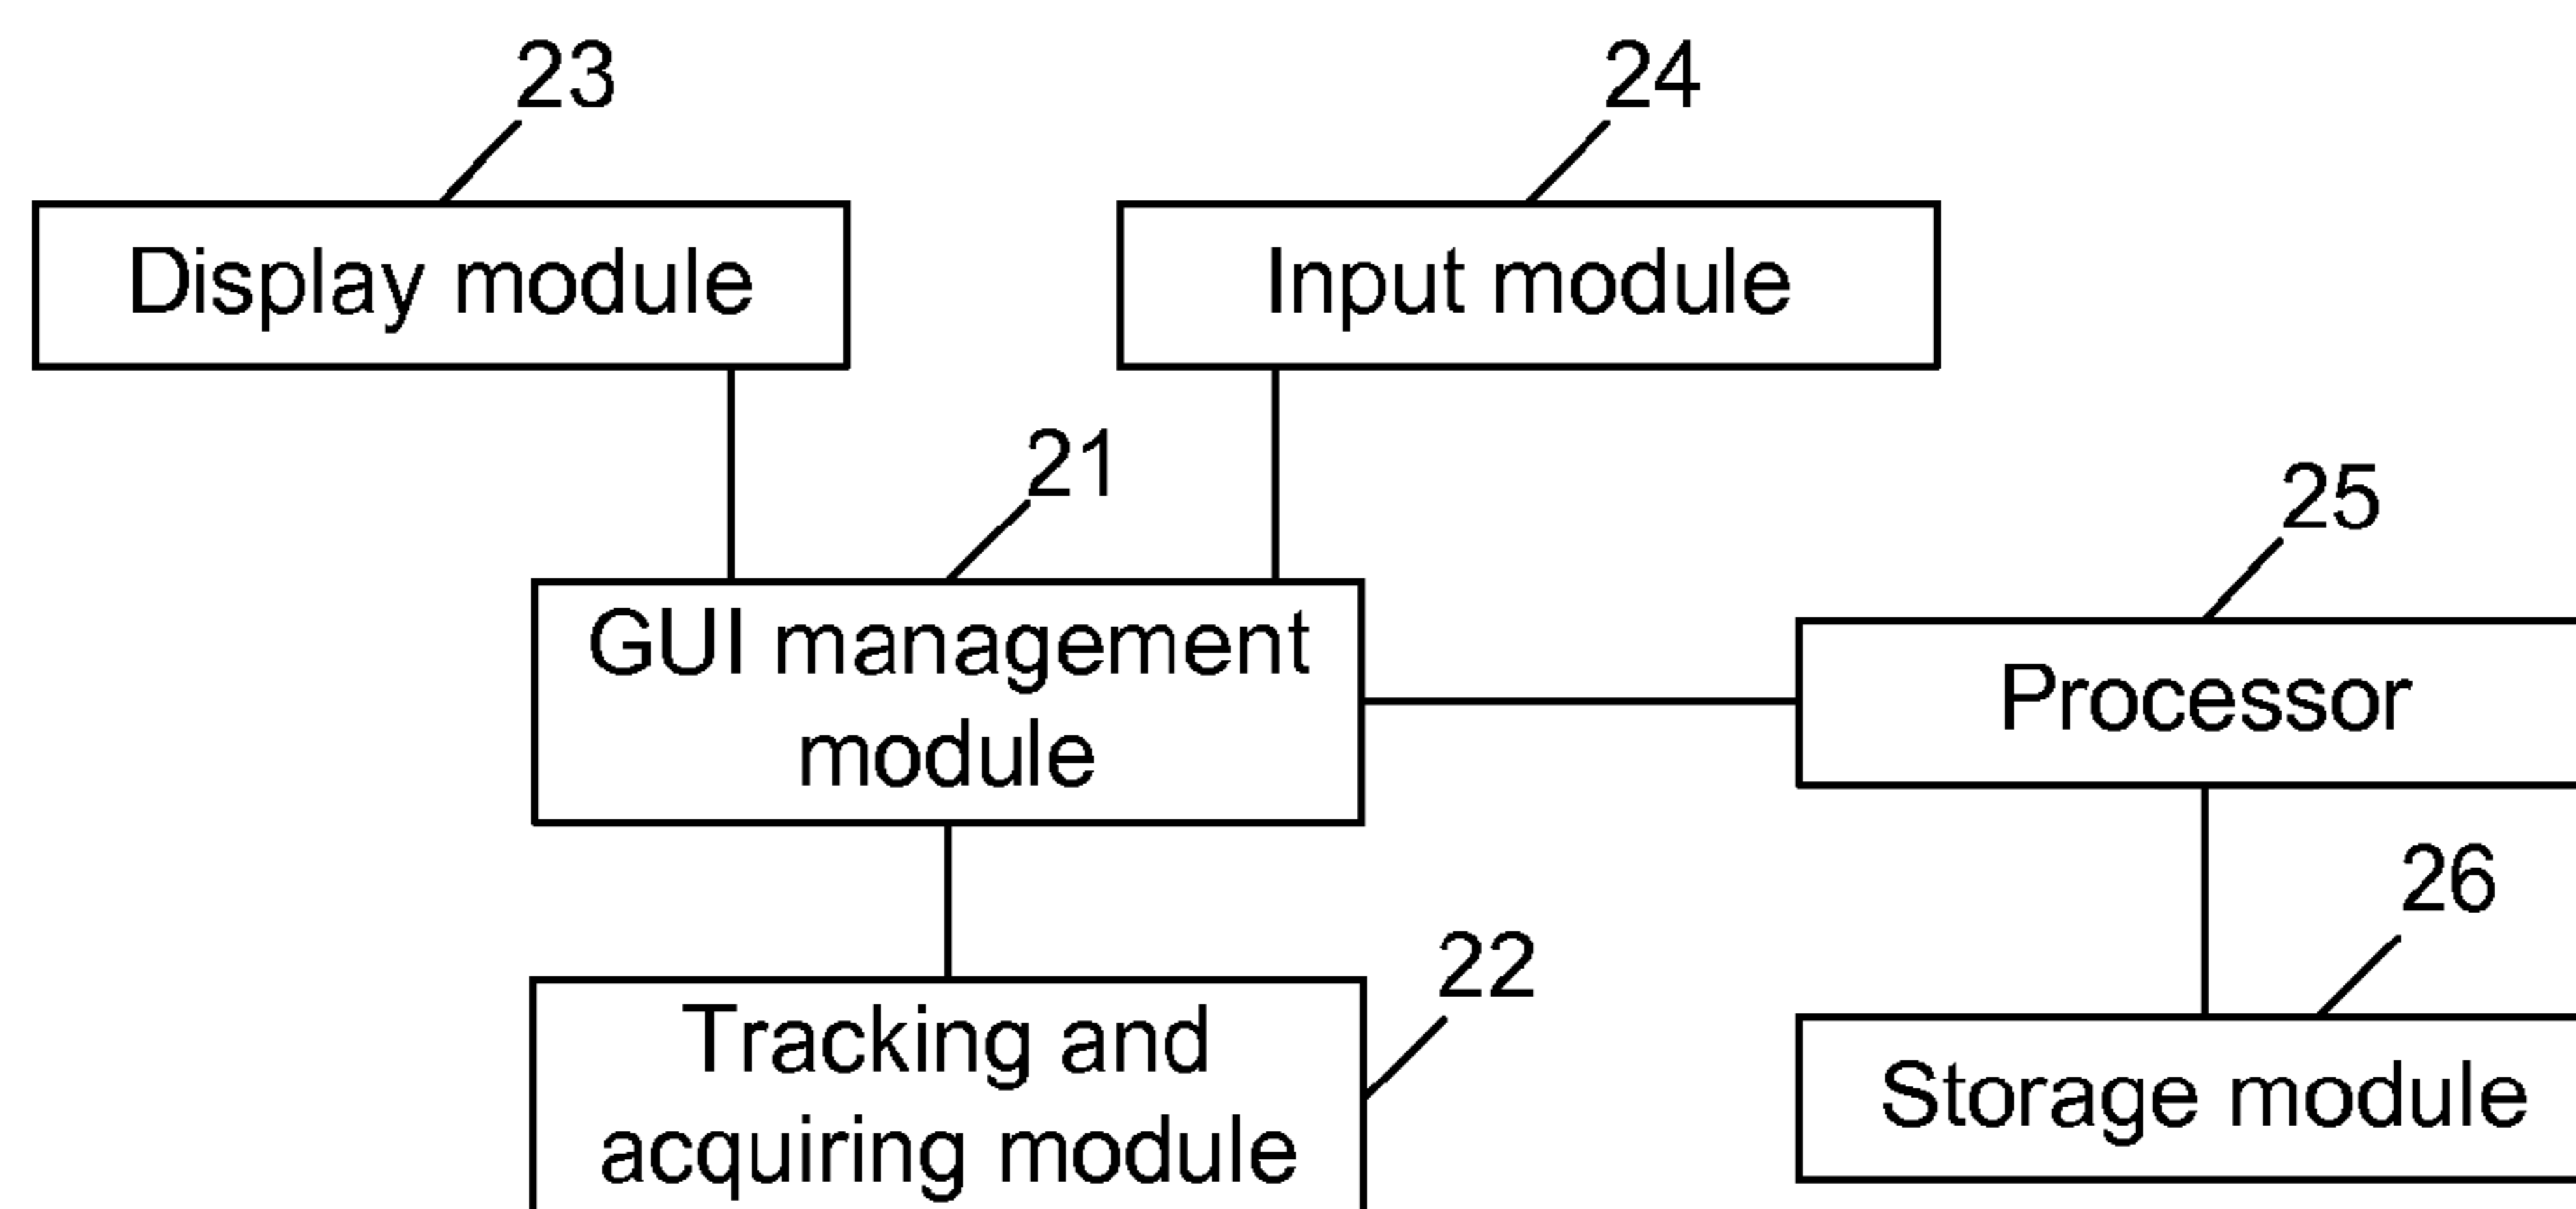 23
24
Display module
Input module
21
25
GUI management
module
Processor
26
22
Tracking and
acquiring module
Storage module